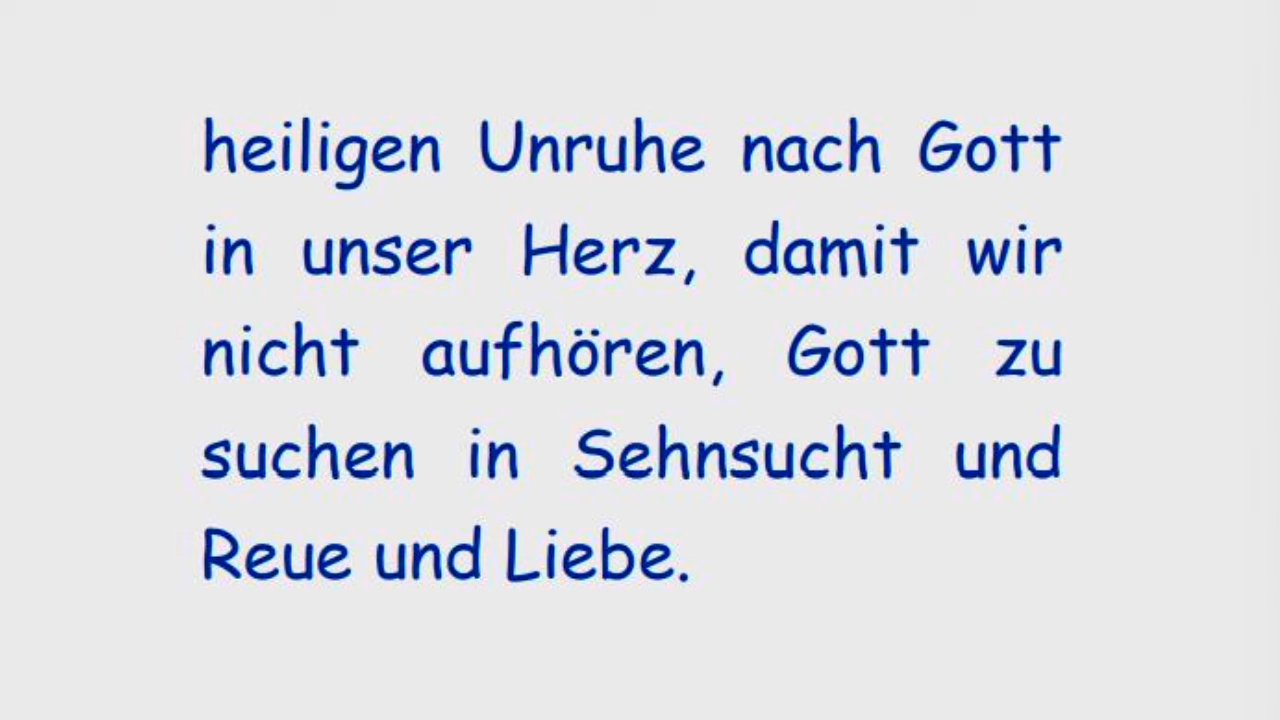 heiligen Unruhe nach Gott
in unser Herz, damit wir
nicht aufhören, Gott zu
suchen in Sehnsucht und
Reue und Liebe.